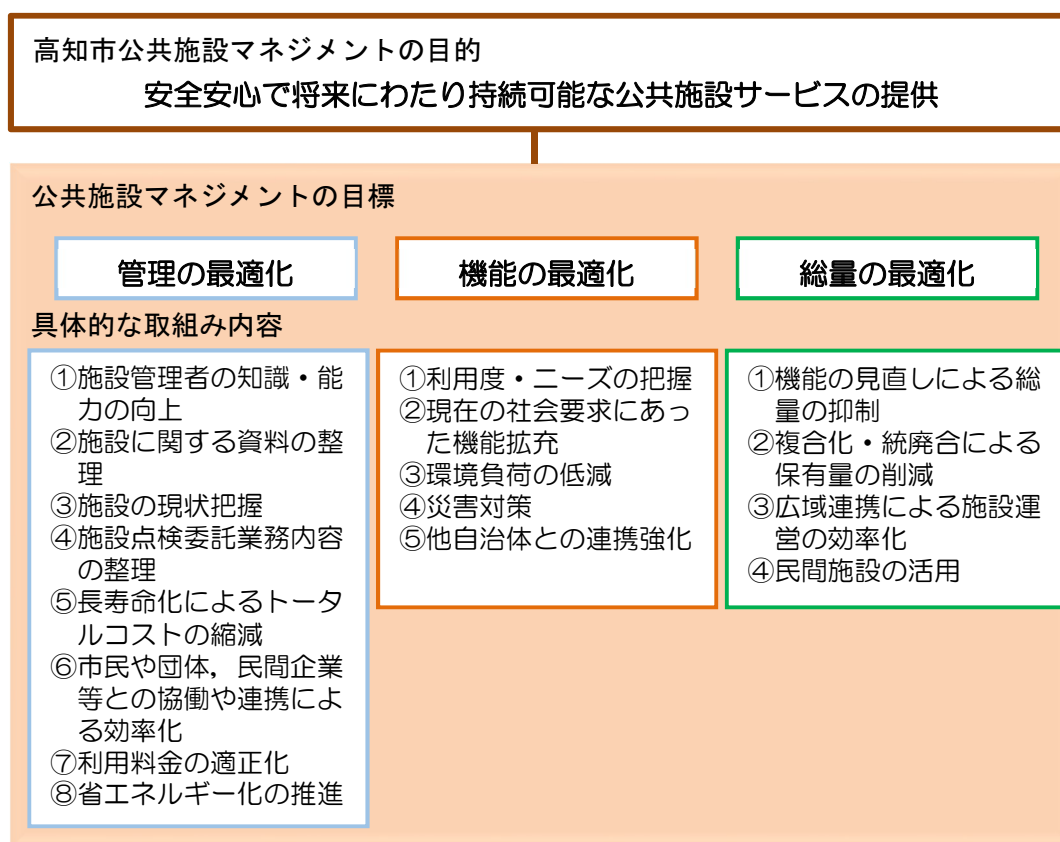 高知市公共施設マネジメントの目的
安全安心で将来にわたり持続可能な公共施設サービスの提供
公共施設マネジメントの目標
管理の最適化
機能の最適化
総量の最適化
具体的な取組み内容
①施設管理者の知識・能
力の向上
②施設に関する資料の整
理
③施設の現状把握
④施設点検委託業務内容
の整理
⑤長寿命化によるトータ
ルコストの縮減
⑥市民や団体，民間企業
等との協働や連携によ
る効率化
⑦利用料金の適正化
⑧省エネルギー化の推進
①利用度・ニーズの把握
②現在の社会要求にあっ
た機能拡充
③環境負荷の低減
④災害対策
⑤他自治体との連携強化
①機能の見直しによる総
量の抑制
②複合化・統廃合による
保有量の削減
③広域連携による施設運
営の効率化
④民間施設の活用